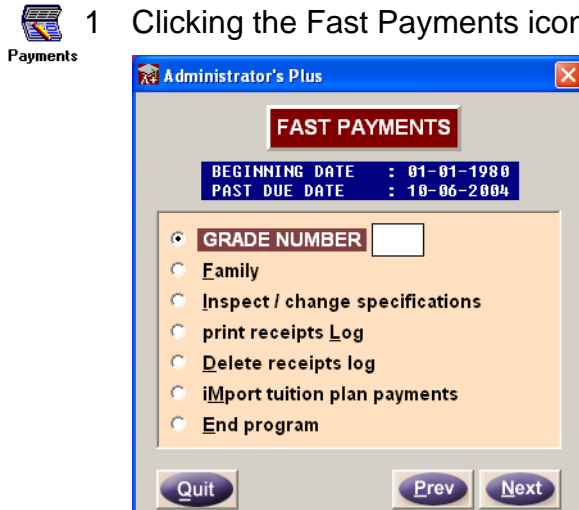 1 Clicking the Fast Payments icon
Payments
Administrator's Plus
FAST PAYMENTS
BEGINNING DATE : 01-01-1980
PAST DUE DATE : 10-06-2004
GRADE NUMBER
Family
Inspect / change specifications
print receipts Log
Delete receipts log
iMport tuition plan payments
End program
Quit Prev Next